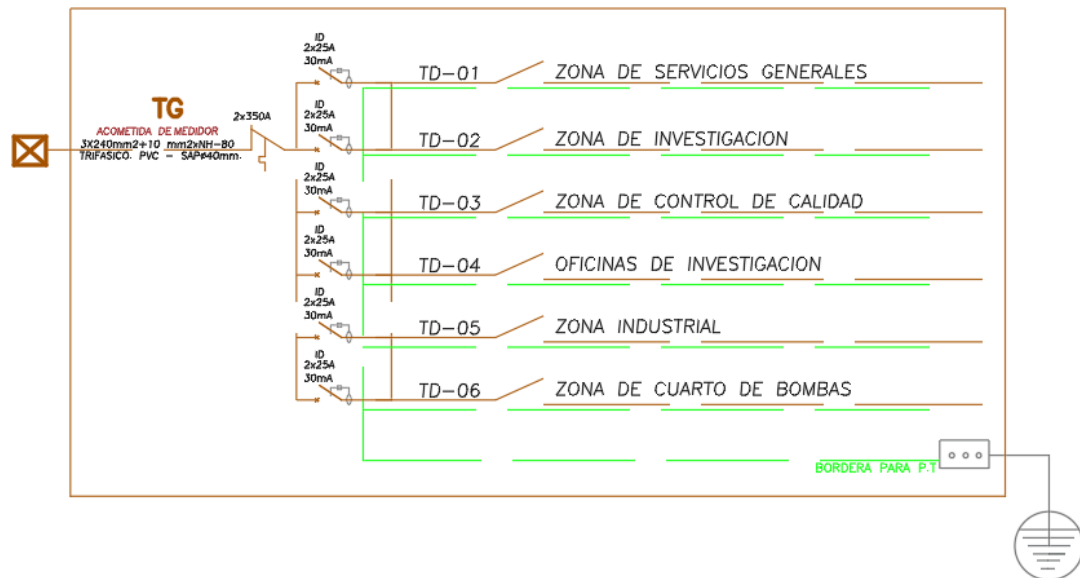 TG
ACOMETIDA DE MEDIDOR
3X240mm2+10 mm2xNH-80
TRIFASICO. PVC - SAPø40mm.
2x350A
ID
2x25A
30mA
TD-01
ZONA DE SERVICIOS GENERALES
ID
2x25A
30mA
TD-02
ZONA DE INVESTIGACION
ID
2x25A
30mA
TD-03
ZONA DE CONTROL DE CALIDAD
ID
2x25A
30mA
TD-04
OFICINAS DE INVESTIGACION
ID
2x25A
30mA
TD-05
ZONA INDUSTRIAL
ID
2x25A
30mA
TD-06
ZONA DE CUARTO DE BOMBAS
BORDERA PARA P.T